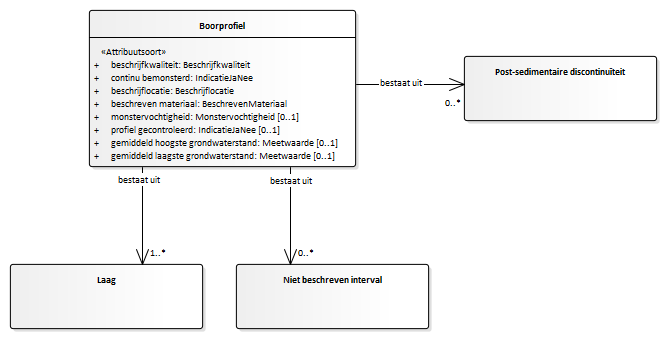 Boorprofiel
«Attribuutsoort»
+ beschrijfkwaliteit: Beschrijfkwaliteit
+ continu bemonsterd: IndicatieJaNee
+ beschrijflocatie: Beschrijflocatie
+ beschreven materiaal: BeschrevenMateriaal
+ monstervochtigheid: Monstervochtigheid [0..1]
+ profiel gecontroleerd: IndicatieJaNee [0..1]
+ gemiddeld hoogste grondwaterstand: Meetwaarde [0..1]
+ gemiddeld laagste grondwaterstand: Meetwaarde [0..1]
bestaat uit
0..*
Post-sedimentaire discontinuïteit
bestaat uit
1..*
bestaat uit
0..*
Laag
Niet beschreven interval